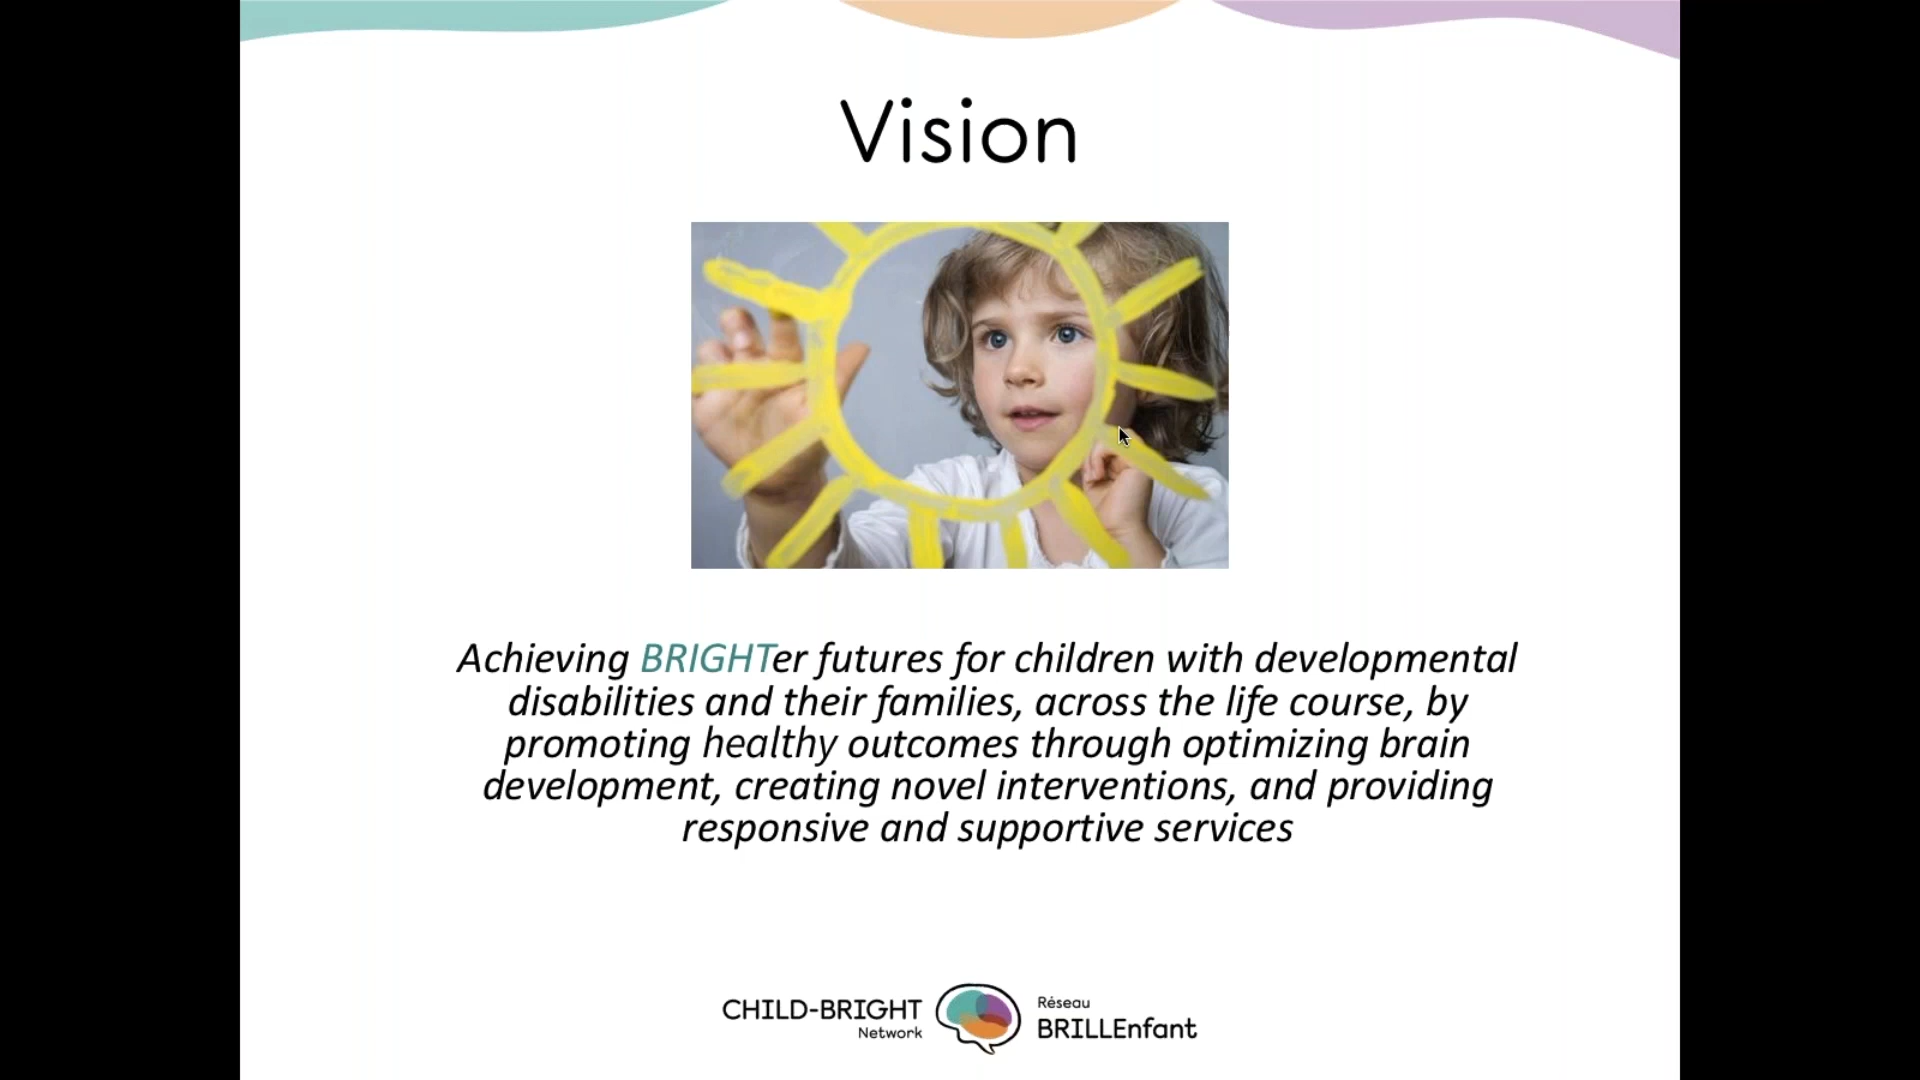 Vision
Achieving BRIGHTer futures for children with developmental
disabilities and their families, across the life course, by
promoting healthy outcomes through optimizing brain
development, creating novel interventions, and providing
responsive and supportive services
CHILD-BRIGHT
Network
Réseau
BRILLEnfant